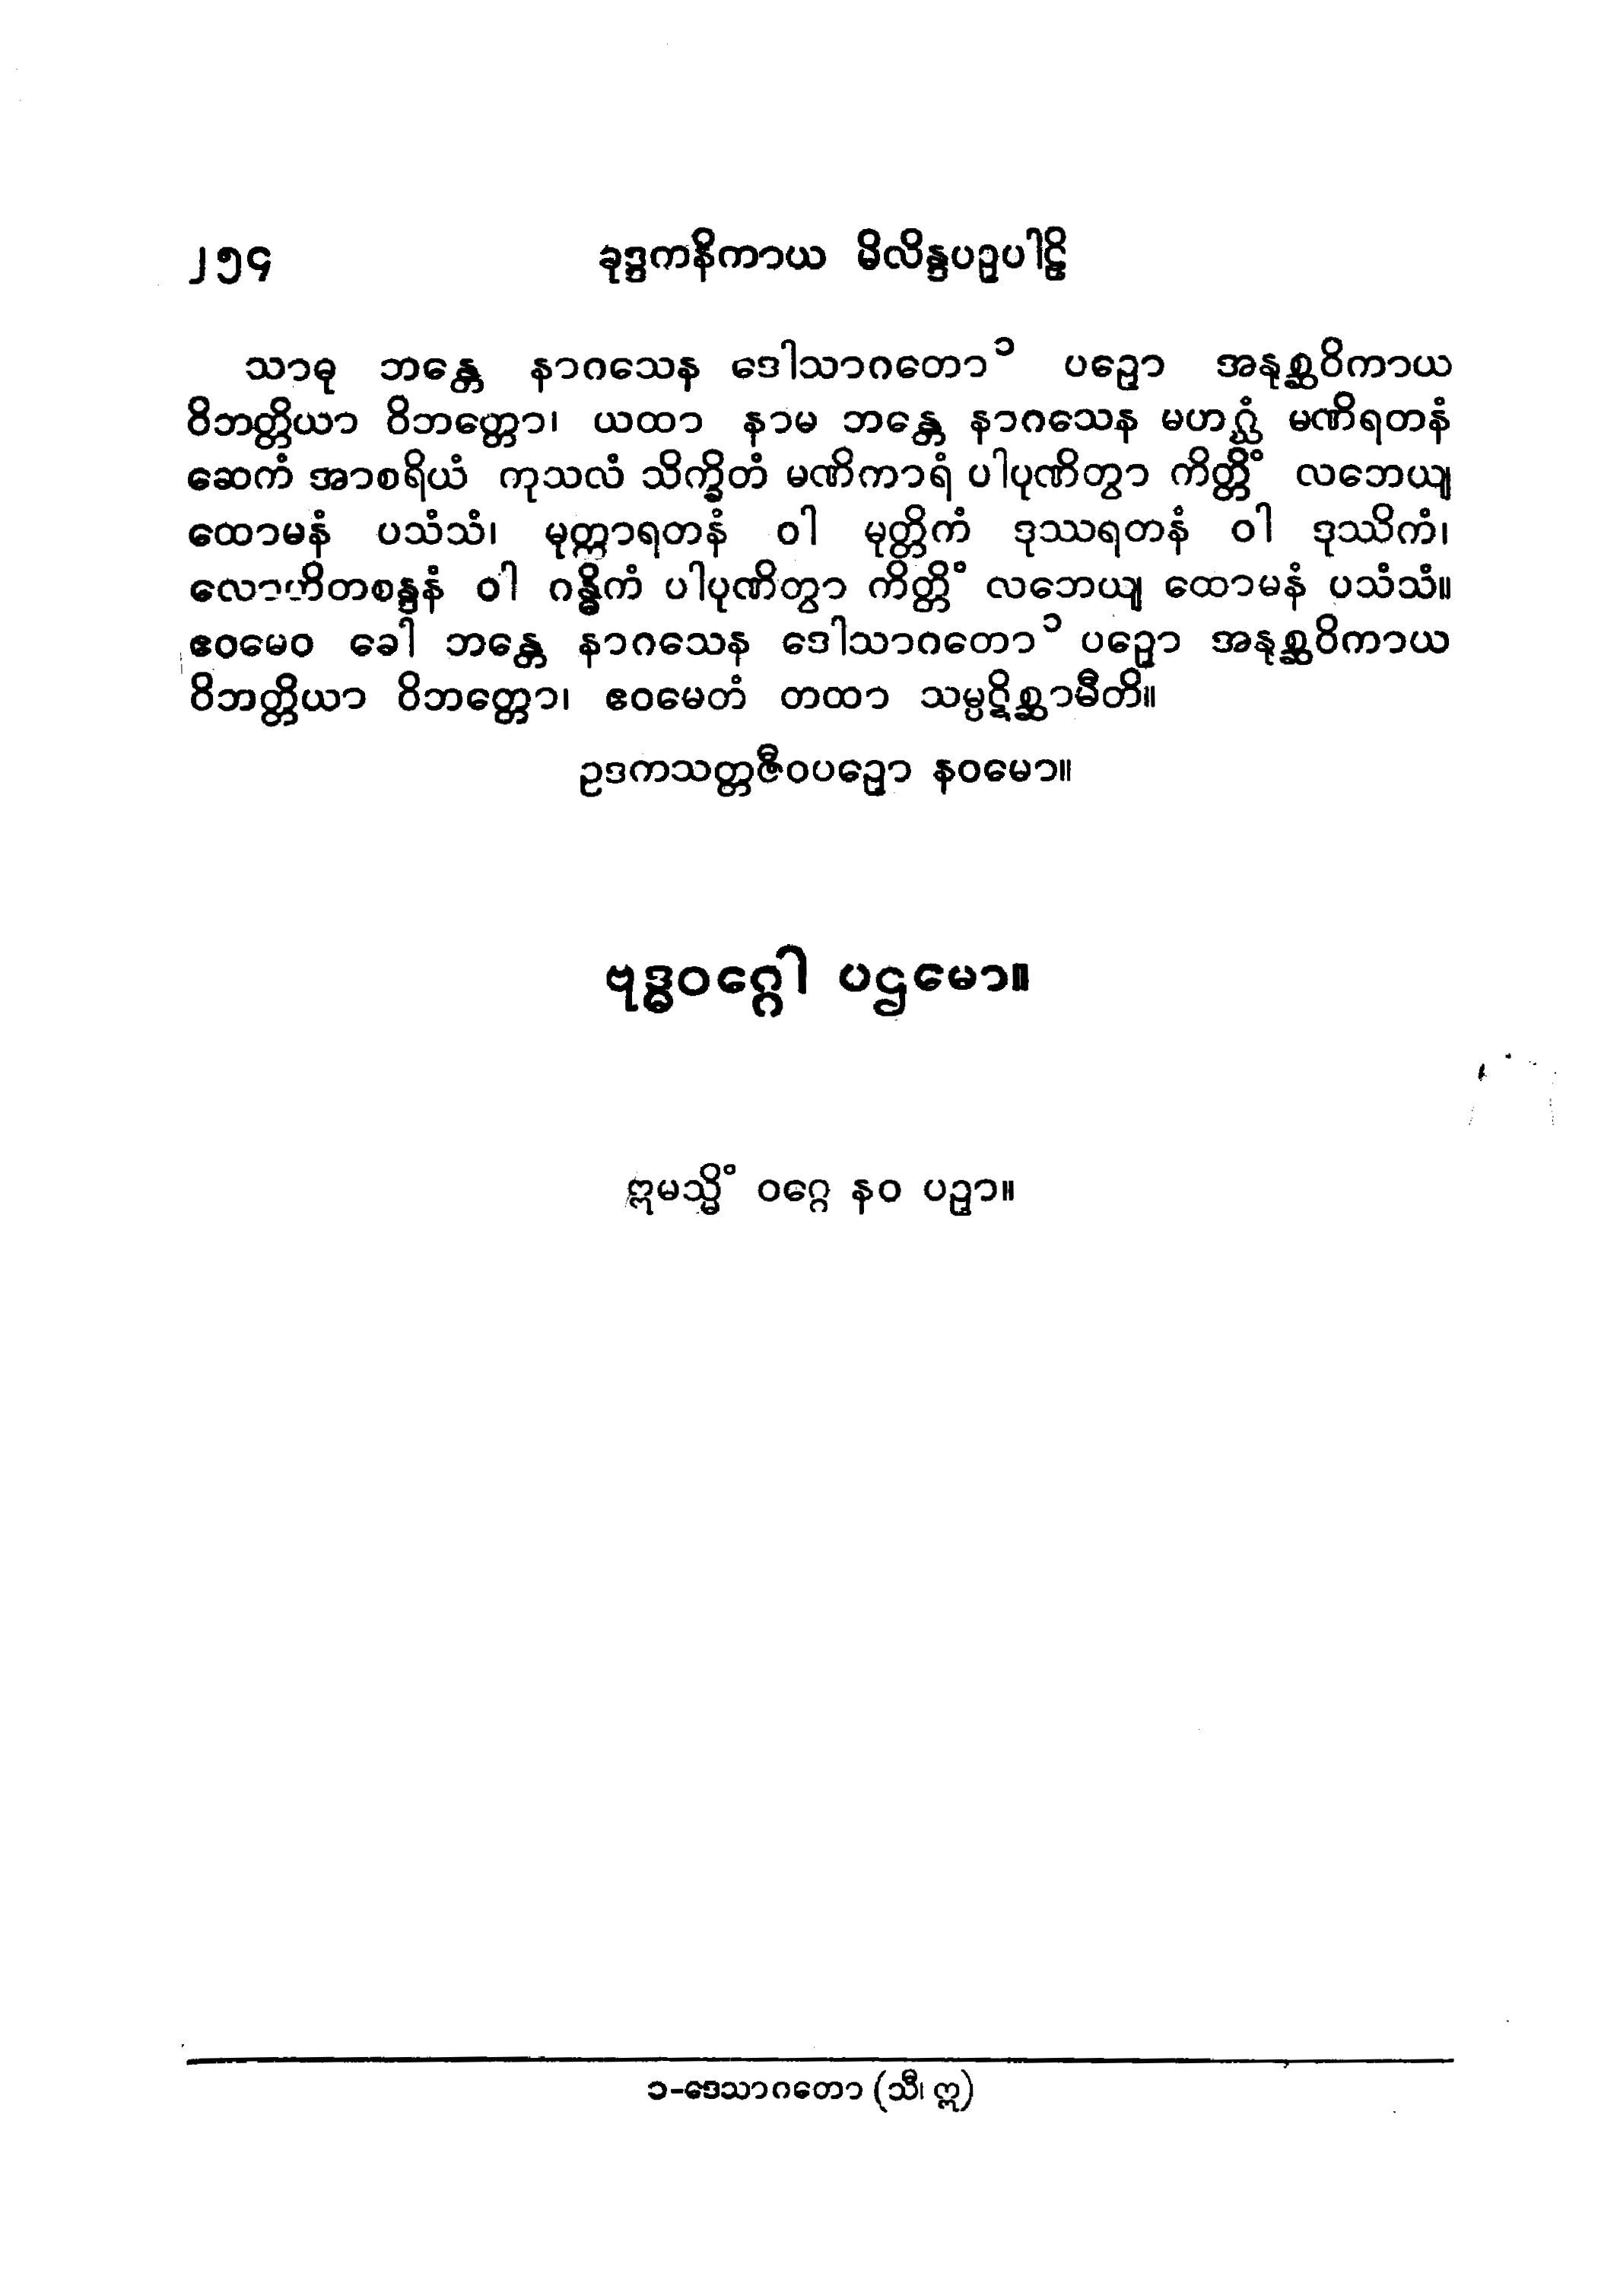 ၂၅၄ ခုဒ္ဒကနိကာယ မိလိန္ဒပဉှပါဠိ
သာဓု ဘန္တေ နာဂသေန ဒေါသာဂတော၁ ပဉှော အနုစ္ဆဝိကာယ
ဝိဘတ္တိယာ ဝိဘတ္တော၊ ယထာ နာမ ဘန္တေ နာဂသေန မဟဂ္ဃံ မဏိရတနံ
ဆေကံ အာစရိယံ ကုသလံ သိက္ခိတံ မဏိကာရံ ပါပုဏိတွာ ကိတ္တိံ လဘေယျ
ထောမနံ ပသံသံ၊ မုတ္တာရတနံ ဝါ မုတ္တိကံ ဒုဿရတနံ ဝါ ဒုဿိကံ၊
လောဟိတစန္ဒနံ ဝါ ဂန္ဓိကံ ပါပုဏိတွာ ကိတ္တိံ လဘေယျ ထောမနံ ပသံသံ။
ဧဝမေဝ ခေါ ဘန္တေ နာဂသေန ဒေါသာဂတော၁ ပဉှော အနုစ္ဆဝိကာယ
ဝိဘတ္တိယာ ဝိဘတ္တော၊ ဧဝမေတံ တထာ သမ္ပဋိစ္ဆာမီတိ။
ဥဒကသတ္တဇီဝပဉှော နဝမော။
ဗုဒ္ဓဝဂ္ဂေါ ပဌမော။
ဣမသ္မိံ ဝဂ္ဂေ နဝ ပဉှာ။
၁-ဒေသာဂတော (သီ၊ ဣ)